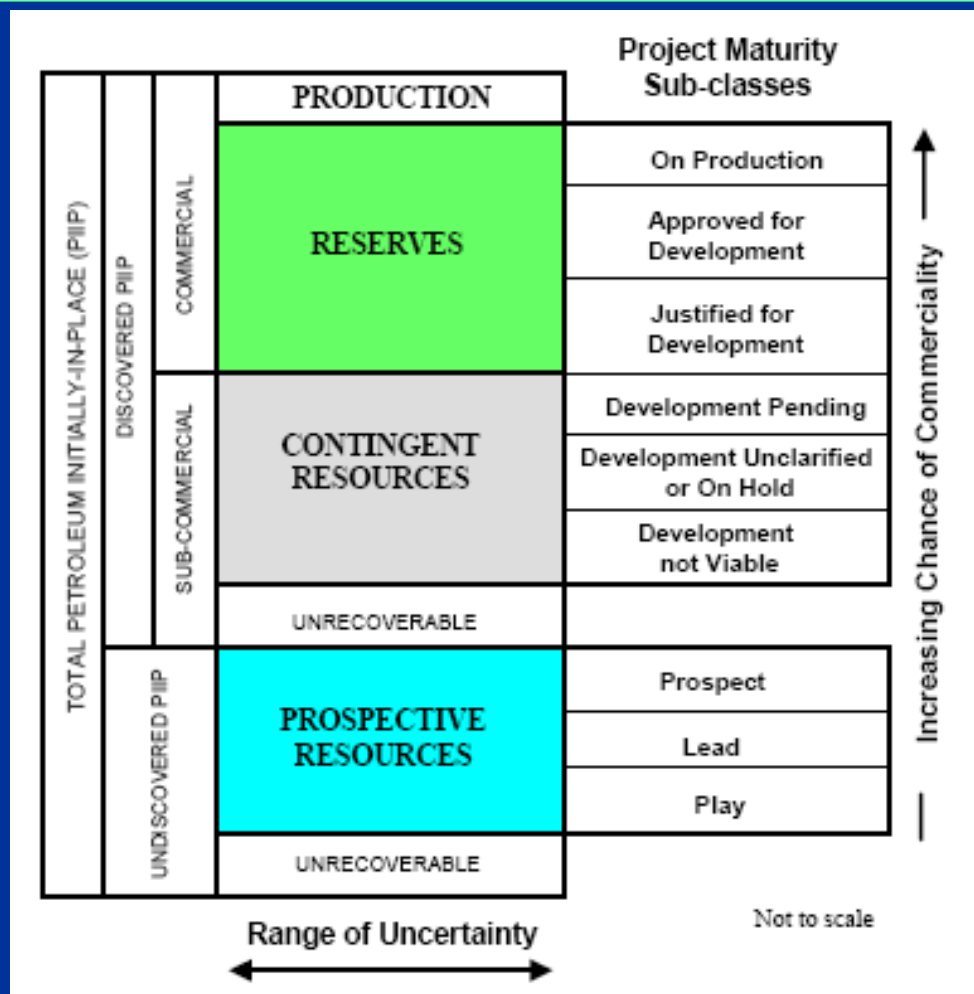 Project Maturity
Sub-classes
TOTAL PETROLEUM INITIALLY-IN-PLACE (PIIP)
DISCOVERED PIIP
COMMERCIAL
PRODUCTION
RESERVES
On Production
Approved for
Development
Justified for
Development
SUB-COMMERCIAL
CONTINGENT
RESOURCES
Development Pending
Development Unclarified
or On Hold
Development
not Viable
UNRECOVERABLE
UNDISCOVERED PIIP
PROSPECTIVE
RESOURCES
Prospect
Lead
Play
UNRECOVERABLE
Increasing Chance of Commerciality
Range of Uncertainty
Not to scale